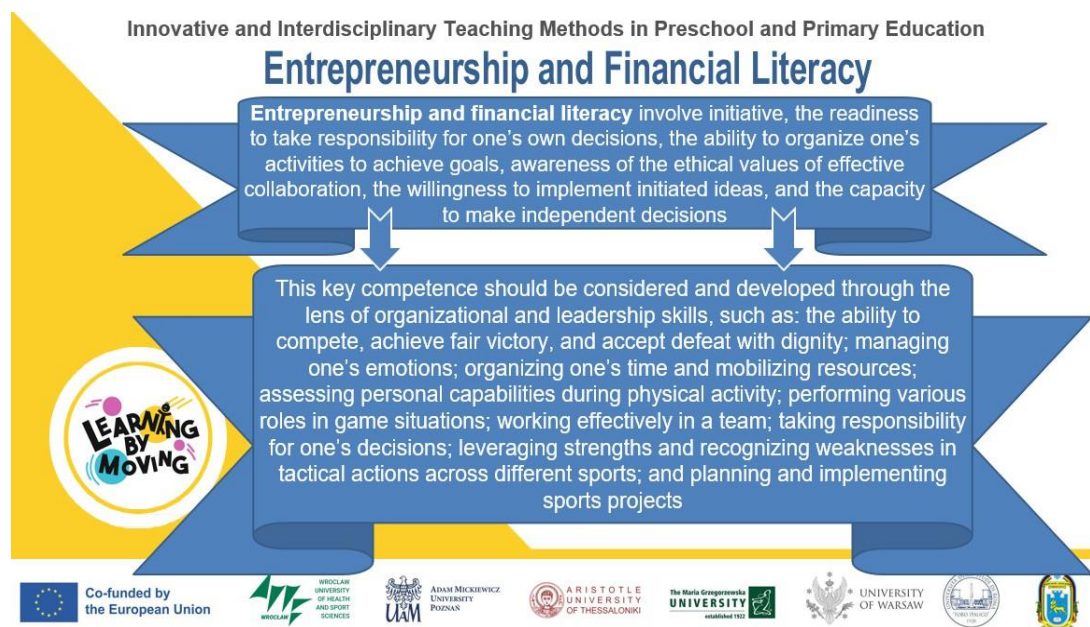 Innovative and Interdisciplinary Teaching Methods in Preschool and Primary Education
Entrepreneurship and Financial Literacy
Entrepreneurship and financial literacy involve initiative, the readiness
to take responsibility for one’s own decisions, the ability to organize one’s
activities to achieve goals, awareness of the ethical values of effective
collaboration, the willingness to implement initiated ideas, and the capacity
to make independent decisions
This key competence should be considered and developed through the
lens of organizational and leadership skills, such as: the ability to
compete, achieve fair victory, and accept defeat with dignity; managing
one’s emotions; organizing one’s time and mobilizing resources;
assessing personal capabilities during physical activity; performing various
roles in game situations; working effectively in a team; taking responsibility
for one’s decisions; leveraging strengths and recognizing weaknesses in
tactical actions across different sports; and planning and implementing
sports projects
LEARNING
BY
MOVING
Co-funded by
the European Union
WROCLAW
WROCLAW
UNIVERSITY
OF HEALTH
AND SPORT
SCIENCES
UAM
ADAM MICKIEWICZ
UNIVERSITY
POZNAŃ
ARISTOTLE
UNIVERSITY
OF THESSALONIKI
The Maria Grzegorzewska
UNIVERSITY
established 1922
UNIVERSITY
OF WARSAW